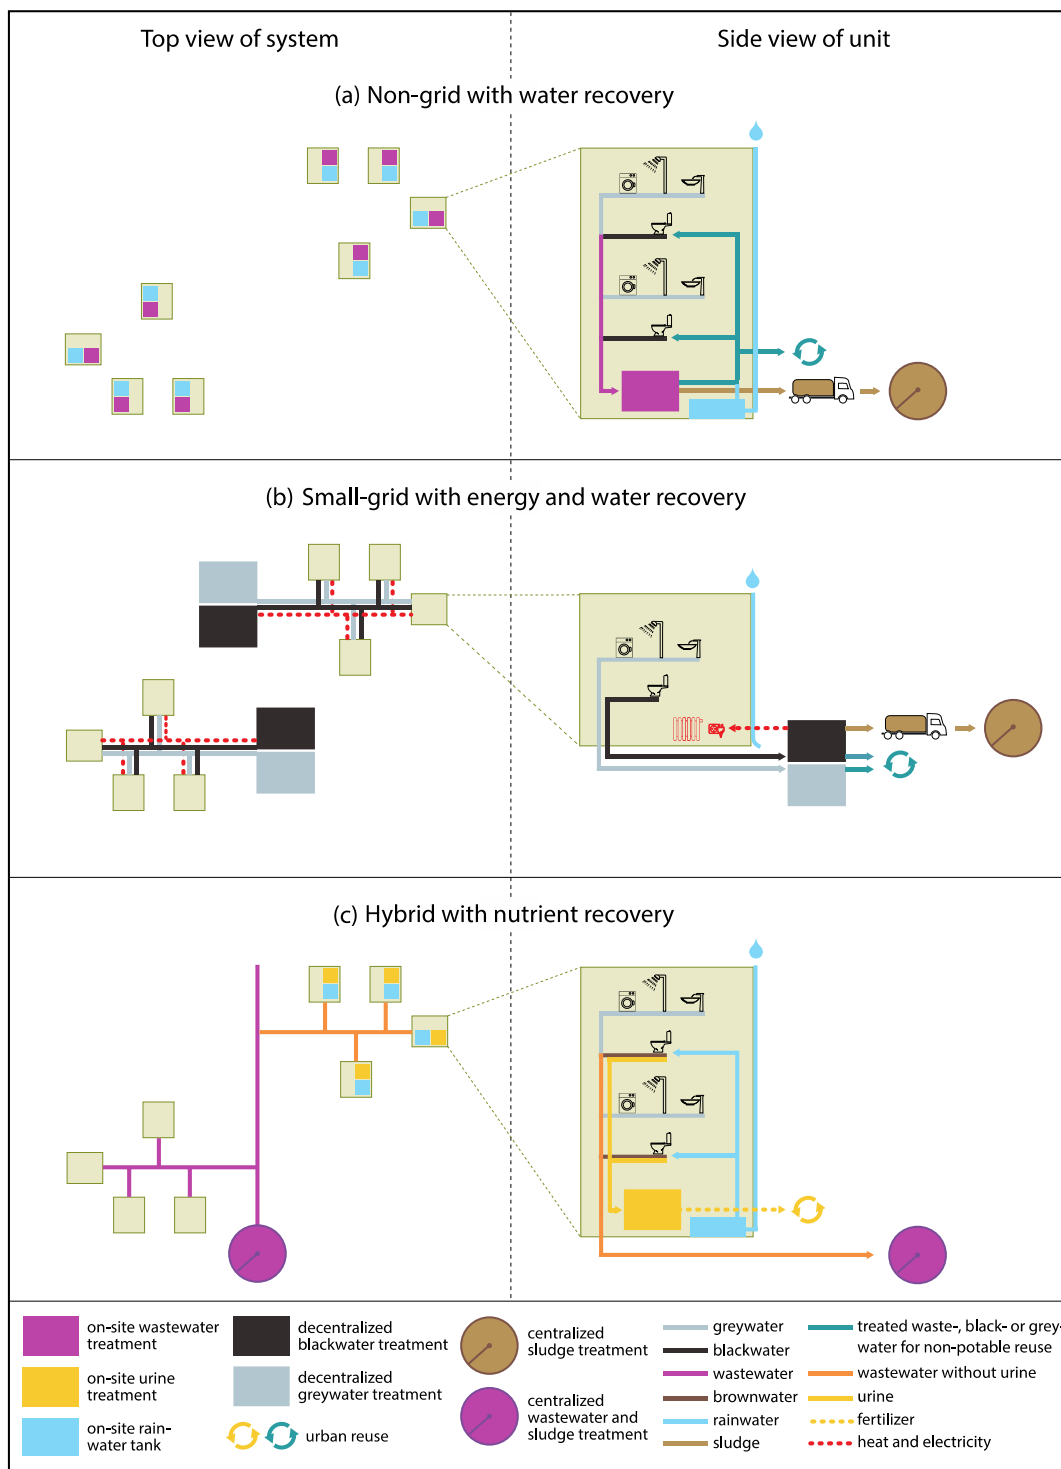 Top view of system
Side view of unit
(a) Non-grid with water recovery
(b) Small-grid with energy and water recovery
(c) Hybrid with nutrient recovery
on-site wastewater
treatment
on-site urine
treatment
on-site rain-
water tank
decentralized
blackwater treatment
decentralized
greywater treatment
urban reuse
centralized
sludge treatment
centralized
wastewater and
sludge treatment
greywater
blackwater
wastewater
brownwater
rainwater
sludge
treated waste-, black- or grey-
water for non-potable reuse
wastewater without urine
urine
fertilizer
heat and electricity